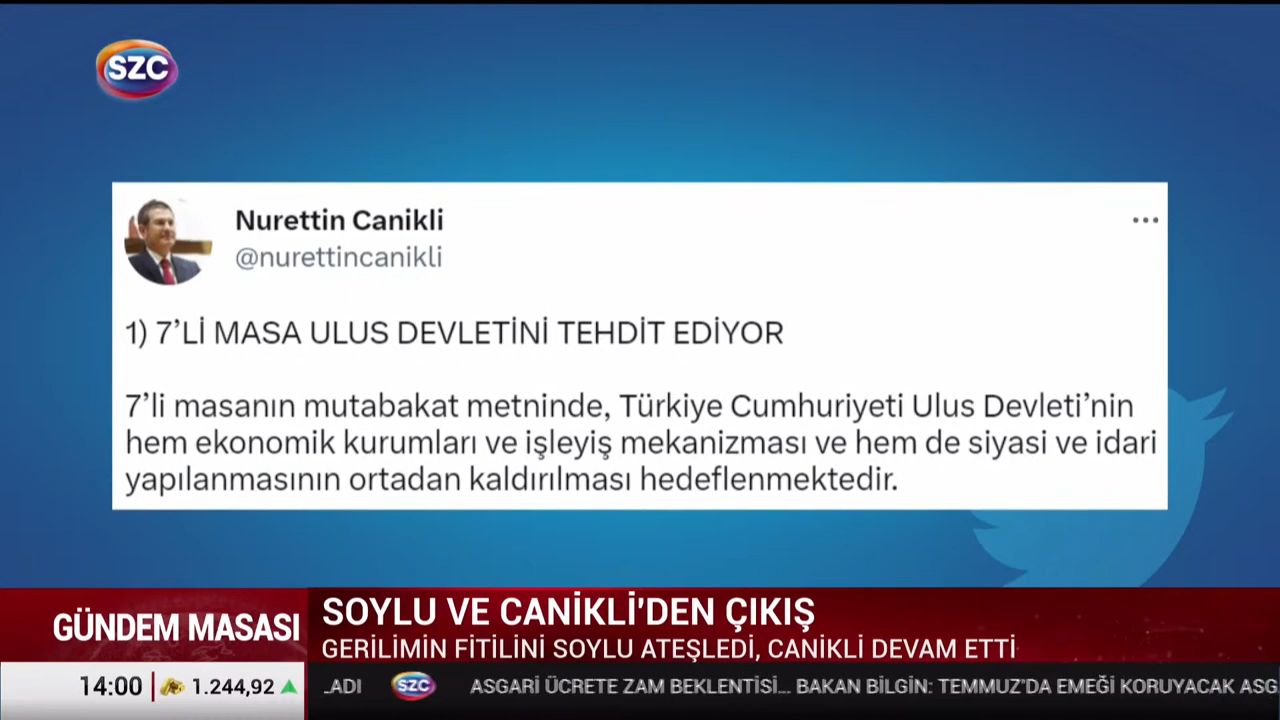 SZC
Nurettin Canikli
@nurettincanikli
1) 7’Lİ MASA ULUS DEVLETİNİ TEHDİT EDİYOR
7’li masanın mutabakat metninde, Türkiye Cumhuriyeti Ulus Devleti’nin
hem ekonomik kurumları ve işleyiş mekanizması ve hem de siyasi ve idari
yapılanmasının ortadan kaldırılması hedeflenmektedir.
GÜNDEM MASASI
SOYLU VE CANİKLİ'DEN ÇIKIŞ
GERİLİMİN FİTİLİNİ SOYLU ATEŞLEDİ, CANİKLİ DEVAM ETTİ
14:00 1.244,92 ...ADI SZC ASGARİ ÜCRETE ZAM BEKLENTİSİ... BAKAN BİLGİN: TEMMUZ'DA EMEĞİ KORUYACAK ASG